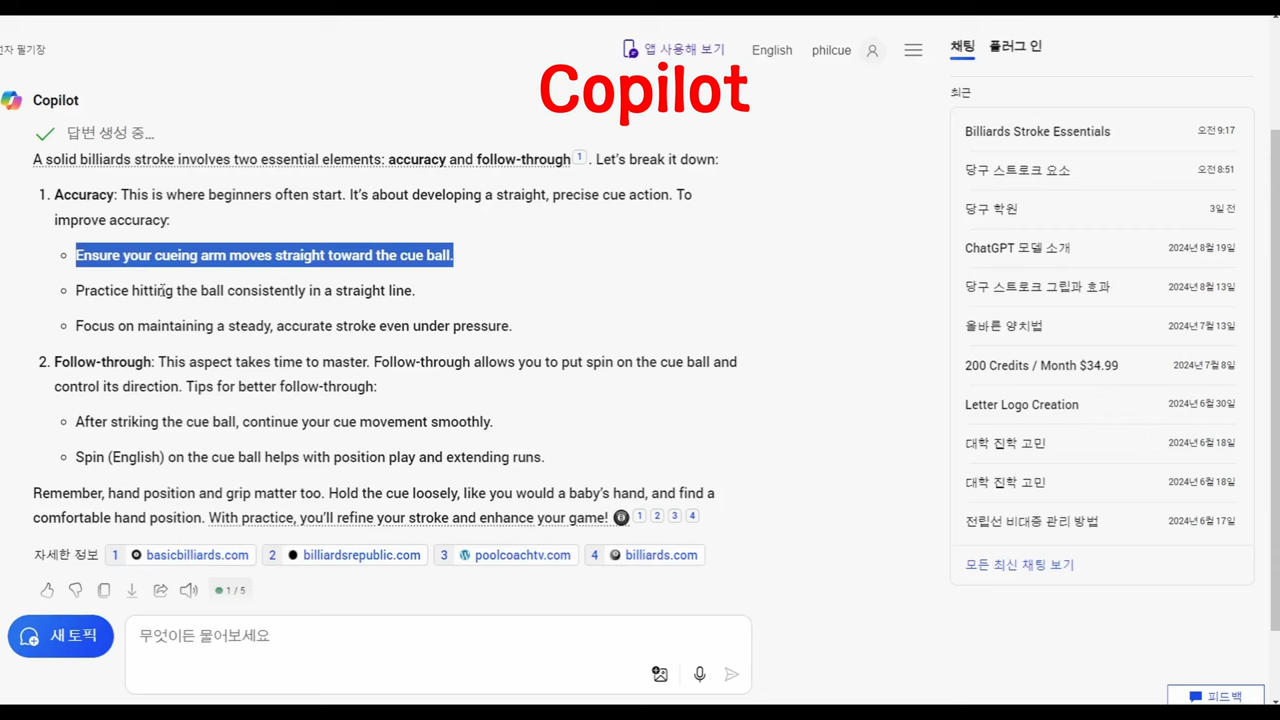 전자 필기장
앱 사용해 보기
English
philcue
채팅
플러그 인
Copilot
Copilot
답변 생성 중...
A solid billiards stroke involves two essential elements: accuracy and follow-through 1 . Let's break it down:
1. Accuracy: This is where beginners often start. It's about developing a straight, precise cue action. To
improve accuracy:
Ensure your cueing arm moves straight toward the cue ball.
Practice hitting the ball consistently in a straight line.
Focus on maintaining a steady, accurate stroke even under pressure.
2. Follow-through: This aspect takes time to master. Follow-through allows you to put spin on the cue ball and
control its direction. Tips for better follow-through:
After striking the cue ball, continue your cue movement smoothly.
Spin (English) on the cue ball helps with position play and extending runs.
Remember, hand position and grip matter too. Hold the cue loosely, like you would a baby's hand, and find a
comfortable hand position. With practice, you'll refine your stroke and enhance your game! 🎱 1 2 3 4
자세한 정보 1 basicbilliards.com 2 billiardsrepublic.com 3 poolcoachtv.com 4 billiards.com
1 / 5
새 토픽
무엇이든 물어보세요
최근
Billiards Stroke Essentials 오전 9:17
당구 스트로크 요소 오전 8:51
당구 학원 3일 전
ChatGPT 모델 소개 2024년 8월 19일
당구 스트로크 그립과 효과 2024년 8월 13일
올바른 양치법 2024년 7월 13일
200 Credits / Month $34.99 2024년 7월 8일
Letter Logo Creation 2024년 6월 30일
대학 진학 고민 2024년 6월 18일
대학 진학 고민 2024년 6월 18일
전립선 비대증 관리 방법 2024년 6월 17일
모든 최신 채팅 보기
피드백